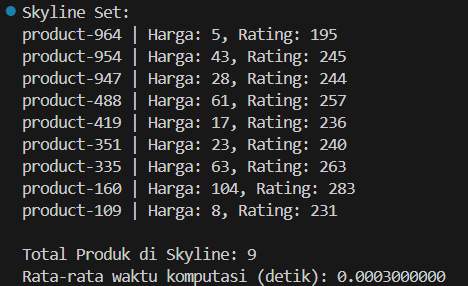 Skyline Set:
product-964 | Harga: 5, Rating: 195
product-954 | Harga: 43, Rating: 245
product-947 | Harga: 28, Rating: 244
product-488 | Harga: 61, Rating: 257
product-419 | Harga: 17, Rating: 236
product-351 | Harga: 23, Rating: 240
product-335 | Harga: 63, Rating: 263
product-160 | Harga: 104, Rating: 283
product-109 | Harga: 8, Rating: 231
Total Produk di Skyline: 9
Rata-rata waktu komputasi (detik): 0.0003000000